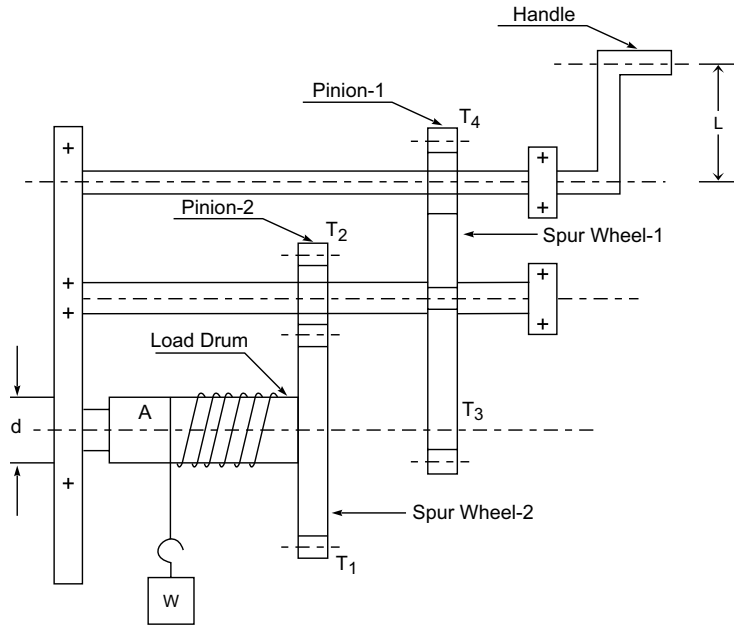 Handle
Pinion-1
T4
L
Pinion-2
T2
Spur Wheel-1
Load Drum
A
d
T3
Spur Wheel-2
T1
W